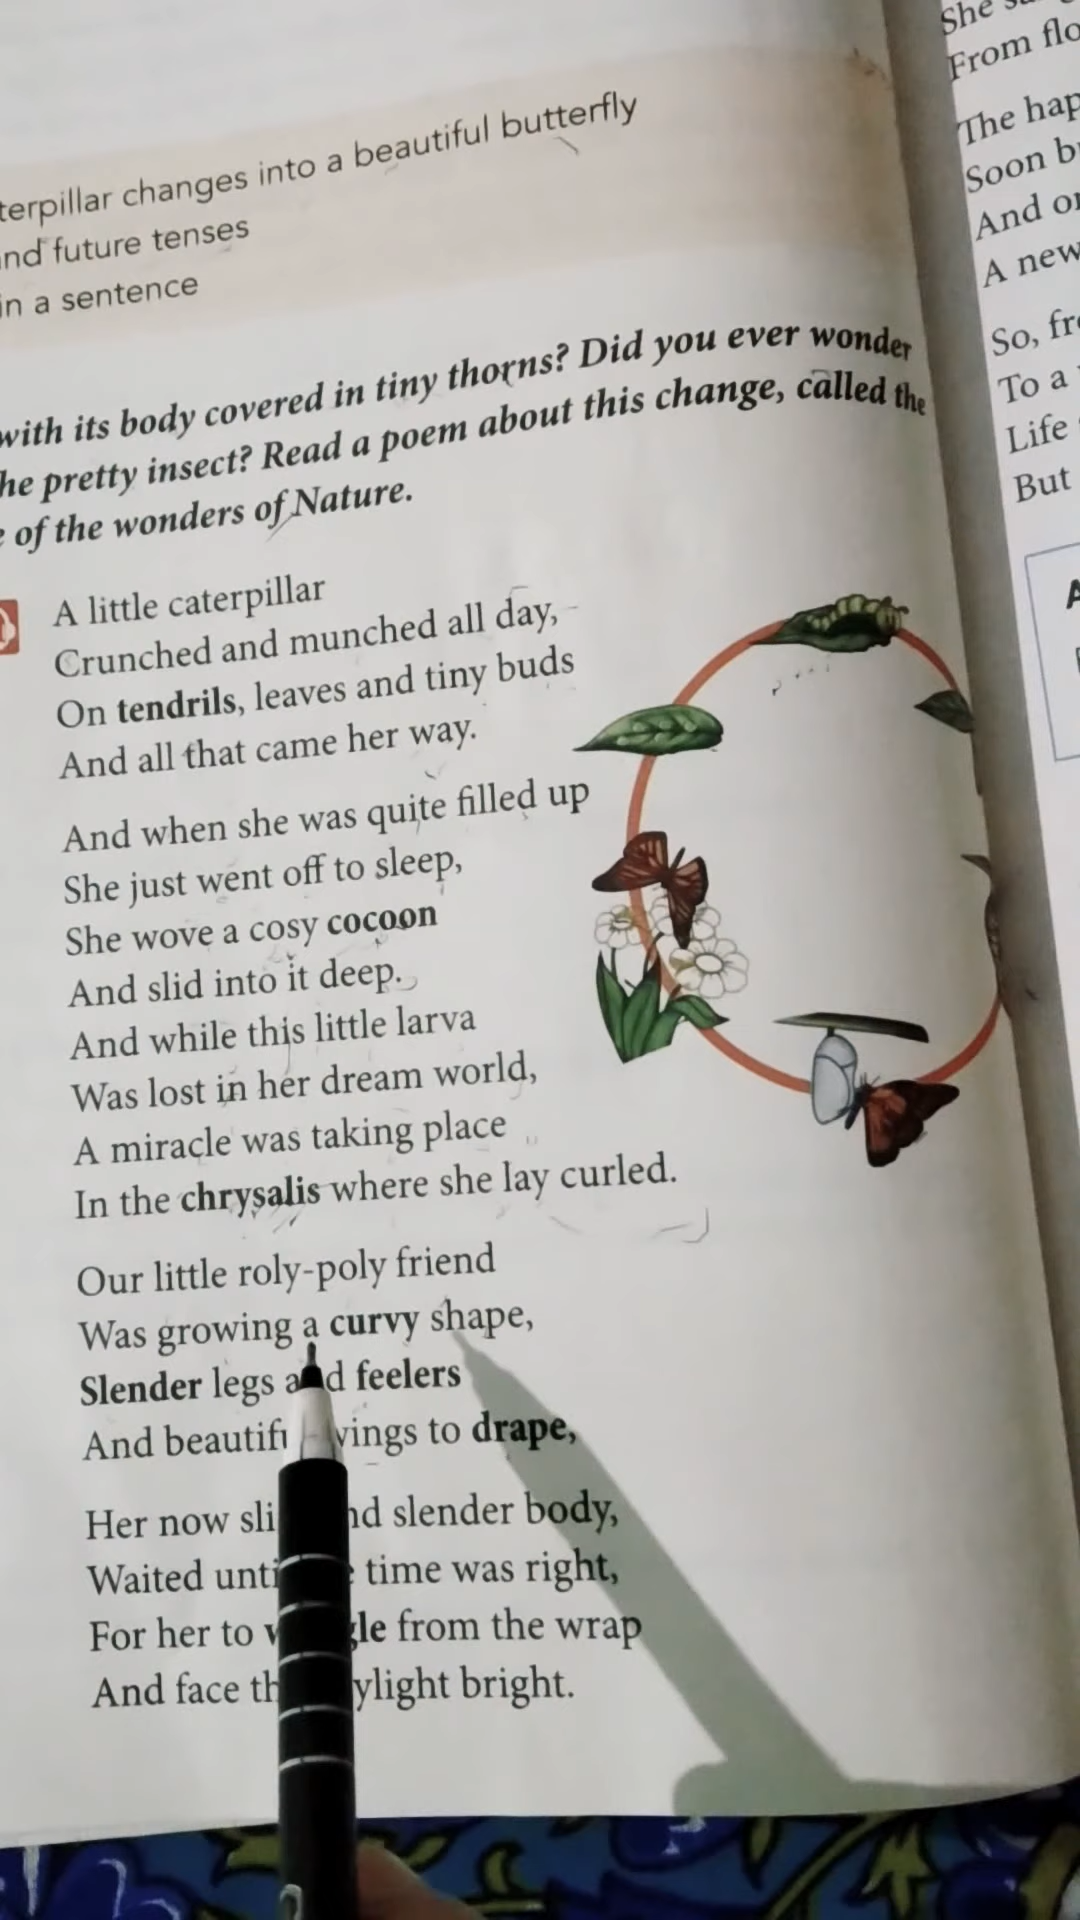 terpillar changes into a beautiful butterfly
nd future tenses
in a sentence
with its body covered in tiny thorns? Did you ever wonder
he pretty insect? Read a poem about this change, called the
of the wonders of Nature.
A little caterpillar
Crunched and munched all day,
On tendrils, leaves and tiny buds
And all that came her way.
And when she was quite filled up
She just went off to sleep,
She wove a cosy cocoon
And slid into it deep.
And while this little larva
Was lost in her dream world,
A miracle was taking place
In the chrysalis where she lay curled.
Our little roly-poly friend
Was growing a curvy shape,
Slender legs a d feelers
And beautif wings to drape,
Her now sli nd slender body,
Waited unti time was right,
For her to gle from the wrap
And face th ylight bright.
She
From flo
The hap
Soon b
And or
A new
So, fr
To a
Life
But
A